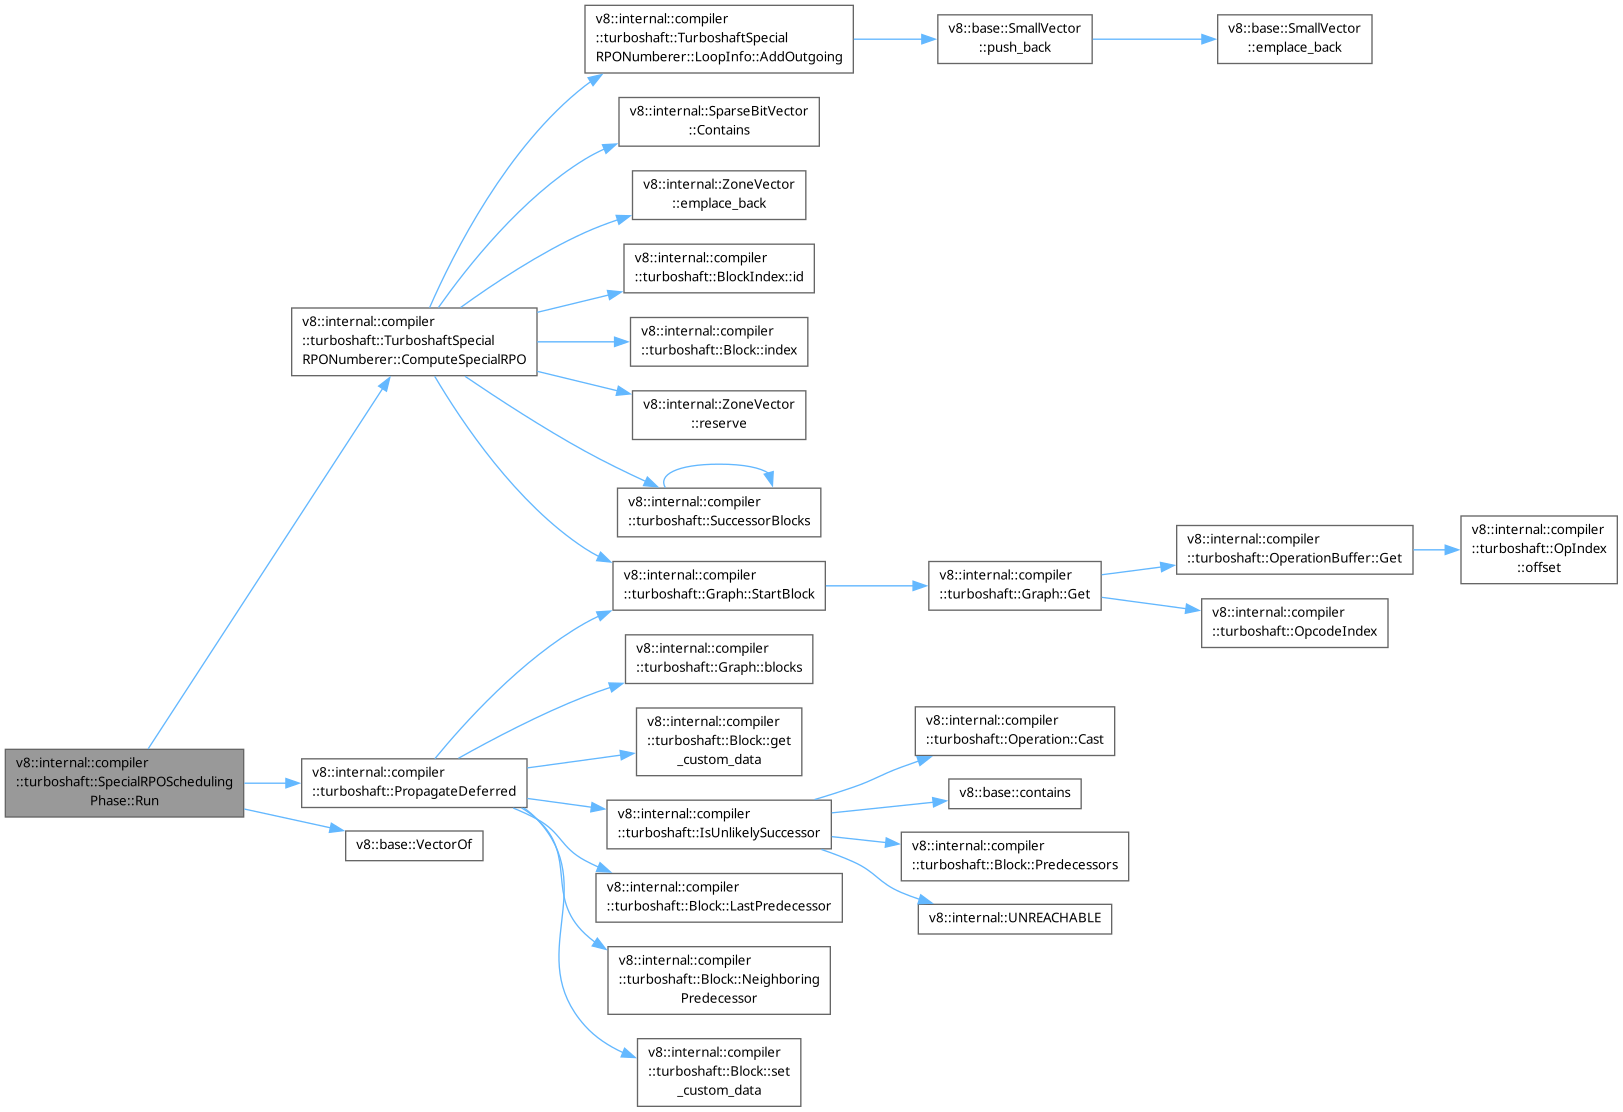 v8::internal::compiler
::turboshaft::TurboshaftSpecial
RPONumberer::LoopInfo::AddOutgoing
v8::base::SmallVector
::push_back
v8::base::SmallVector
::emplace_back
v8::internal::SparseBitVector
::Contains
v8::internal::ZoneVector
::emplace_back
v8::internal::compiler
::turboshaft::BlockIndex::id
v8::internal::compiler
::turboshaft::TurboshaftSpecial
RPONumberer::ComputeSpecialRPO
v8::internal::compiler
::turboshaft::Block::index
v8::internal::ZoneVector
::reserve
v8::internal::compiler
::turboshaft::SuccessorBlocks
v8::internal::compiler
::turboshaft::Graph::StartBlock
v8::internal::compiler
::turboshaft::Graph::Get
v8::internal::compiler
::turboshaft::OperationBuffer::Get
v8::internal::compiler
::turboshaft::OpIndex
::offset
v8::internal::compiler
::turboshaft::OpcodeIndex
v8::internal::compiler
::turboshaft::Graph::blocks
v8::internal::compiler
::turboshaft::Block::get
_custom_data
v8::internal::compiler
::turboshaft::Operation::Cast
v8::internal::compiler
::turboshaft::SpecialRPOScheduling
Phase::Run
v8::internal::compiler
::turboshaft::PropagateDeferred
v8::base::VectorOf
v8::internal::compiler
::turboshaft::IsUnlikelySuccessor
v8::base::contains
v8::internal::compiler
::turboshaft::Block::Predecessors
v8::internal::UNREACHABLE
v8::internal::compiler
::turboshaft::Block::LastPredecessor
v8::internal::compiler
::turboshaft::Block::Neighboring
Predecessor
v8::internal::compiler
::turboshaft::Block::set
_custom_data